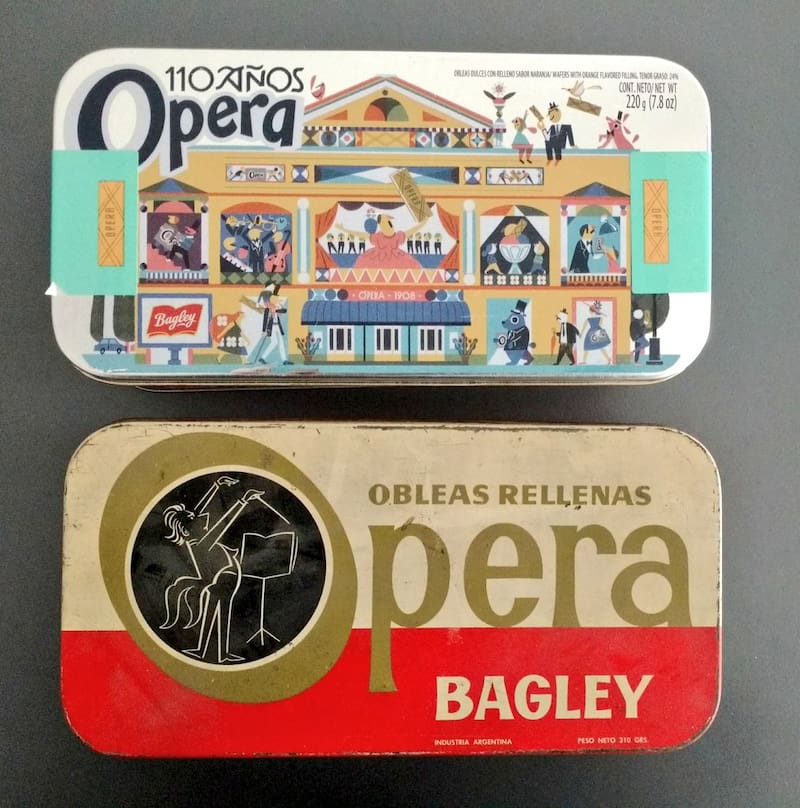 110 AÑOS
Opera
OBLEAS DULCES CON RELLENO SABOR NARANJA/ WAFERS WITH ORANGE FLAVORED FILLING. TENOR GRASO: 24%
CONT. NETO/ NET WT
220 g (7.8 oz)
OPERA
OPERA
OPERA
Opera
OPERA - 1908
Bagley
OBLEAS RELLENAS
Opera
BAGLEY
INDUSTRIA ARGENTINA
PESO NETO 310 GRS.